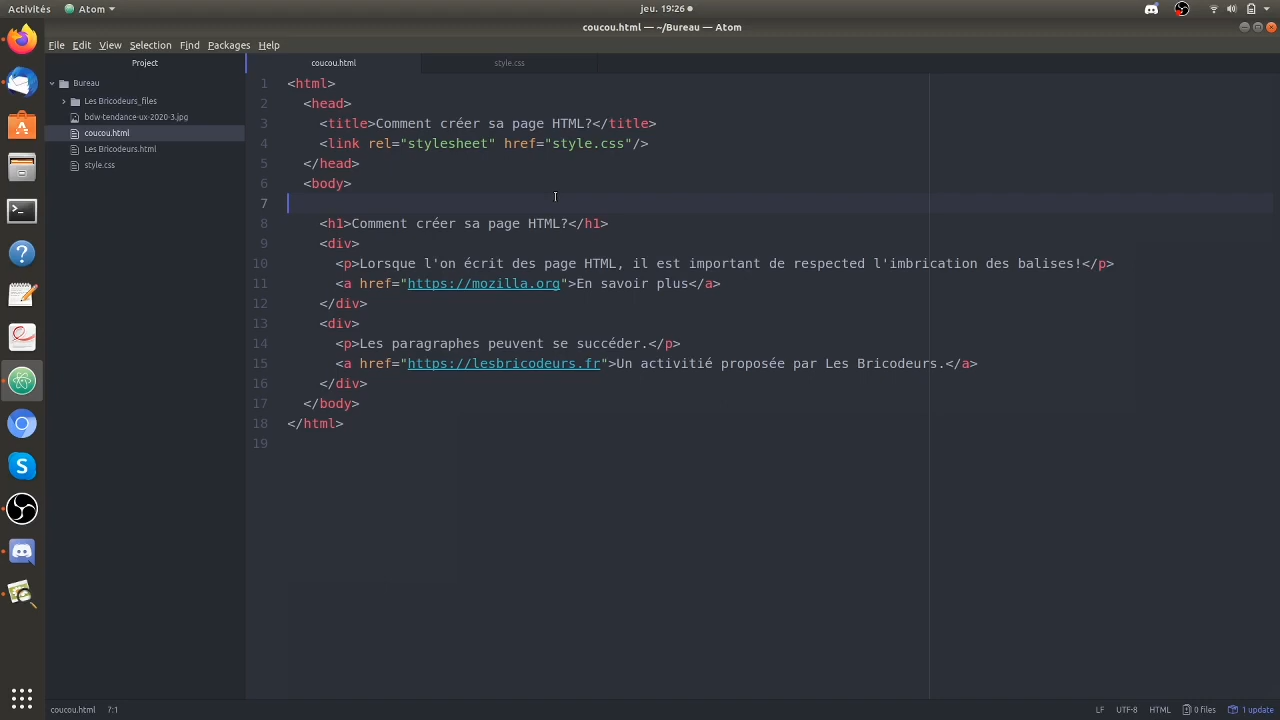 Activités Atom jeu. 19:26
coucou.html — ~/Bureau — Atom
File Edit View Selection Find Packages Help
Project coucou.html style.css
Bureau
Les Bricodeurs_files
bdw-tendance-ux-2020-3.jpg
coucou.html
Les Bricodeurs.html
style.css
1 <html>
2 <head>
3 <title>Comment créer sa page HTML?</title>
4 <link rel="stylesheet" href="style.css"/>
5 </head>
6 <body>
7
8 <h1>Comment créer sa page HTML?</h1>
9 <div>
10 <p>Lorsque l'on écrit des page HTML, il est important de respected l'imbrication des balises!</p>
11 <a href="https://mozilla.org">En savoir plus</a>
12 </div>
13 <div>
14 <p>Les paragraphes peuvent se succéder.</p>
15 <a href="https://lesbricodeurs.fr">Un activitié proposée par Les Bricodeurs.</a>
16 </div>
17 </body>
18 </html>
19
coucou.html 7:1 LF UTF-8 HTML 0 files 1 update